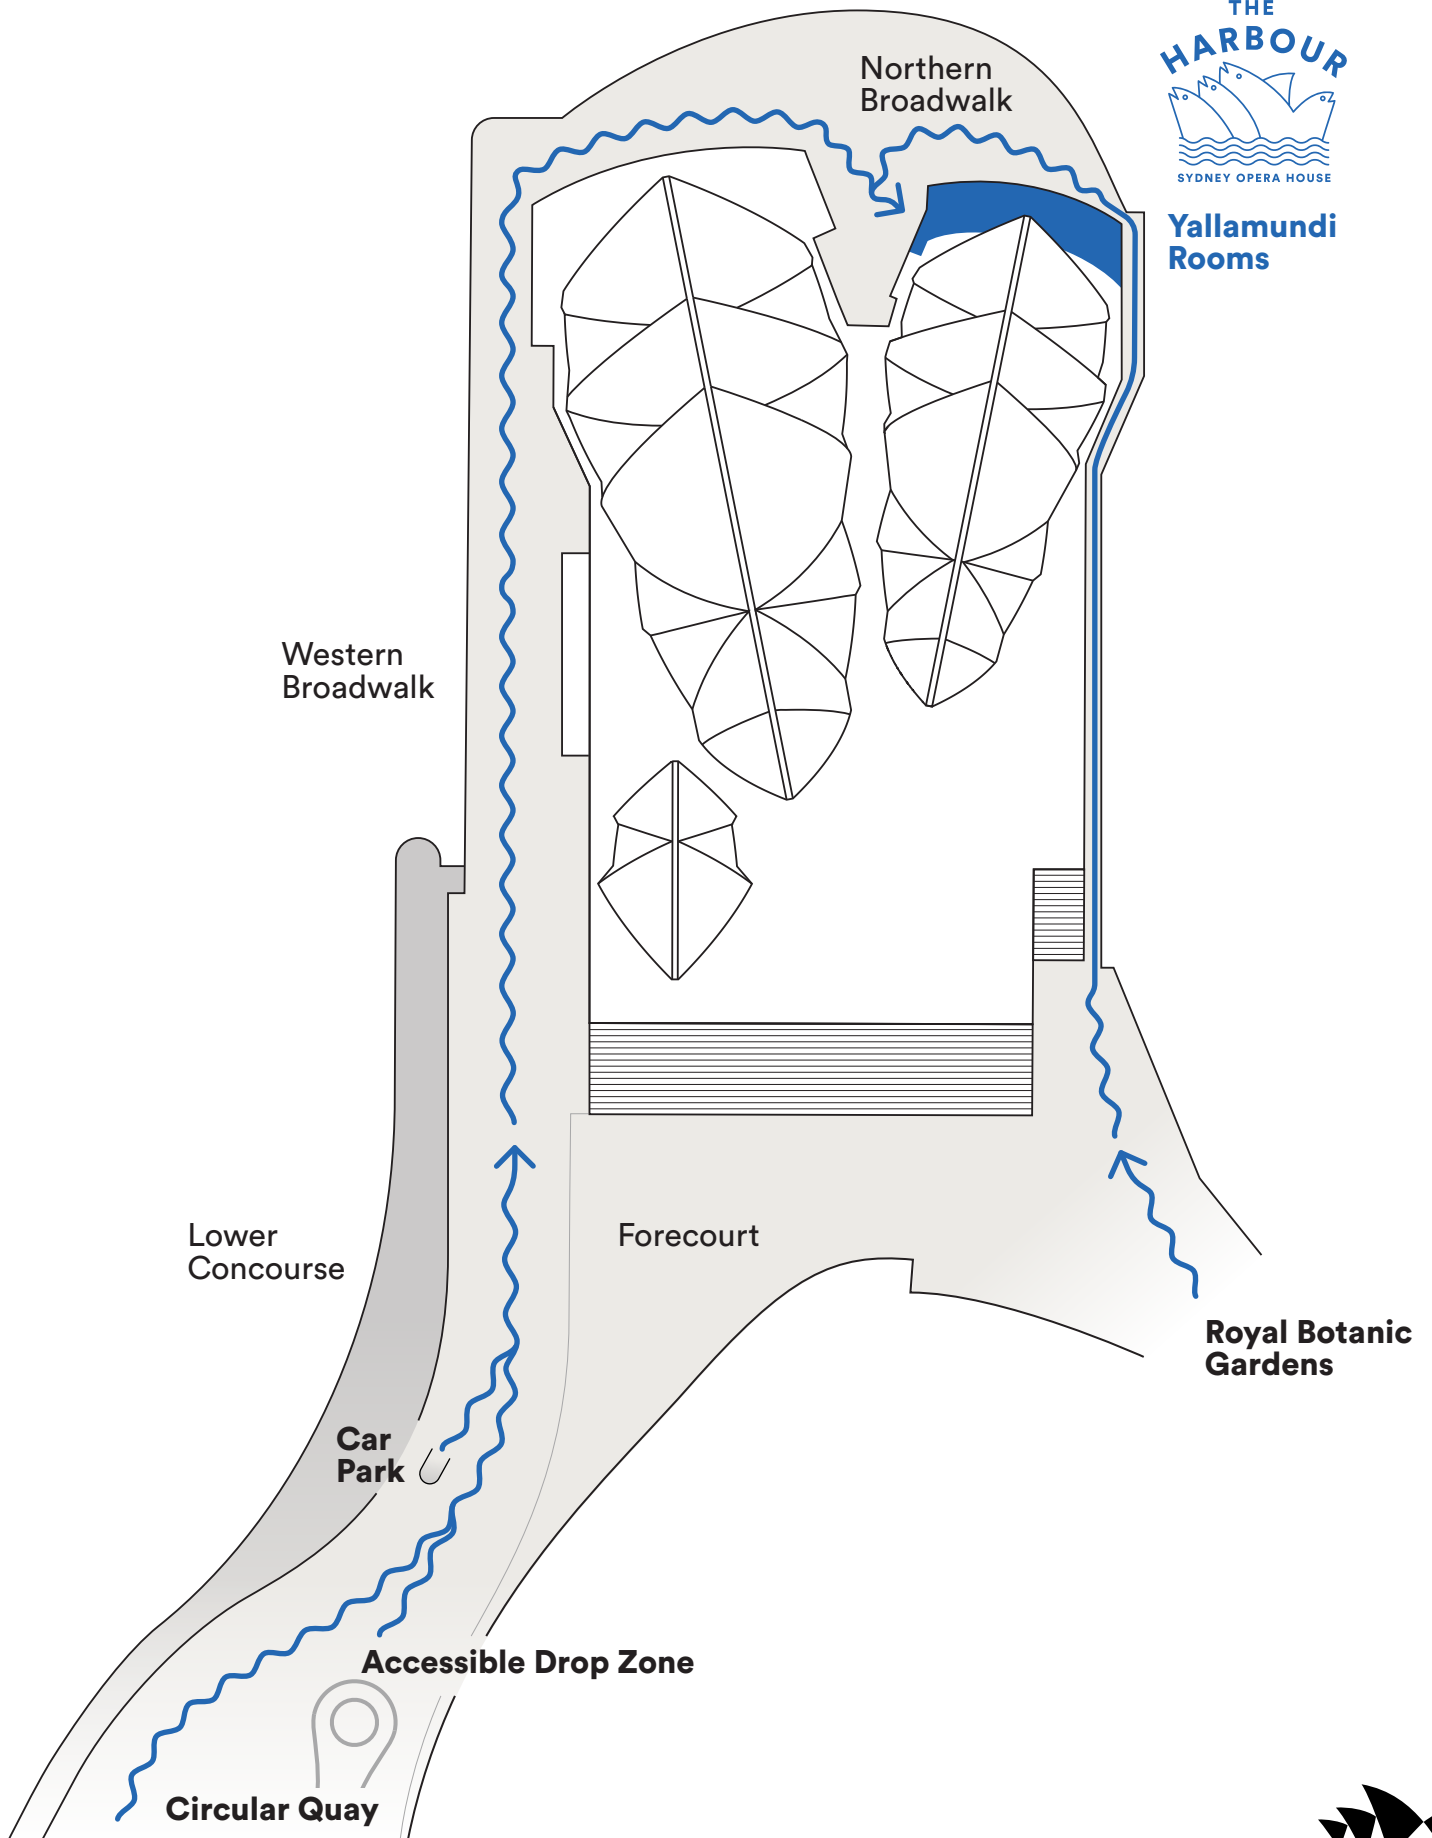 THE
HARBOUR
SYDNEY OPERA HOUSE
Northern
Broadwalk
Yallamundi
Rooms
Western
Broadwalk
Lower
Concourse
Forecourt
Royal Botanic
Gardens
Car
Park
Accessible Drop Zone
Circular Quay